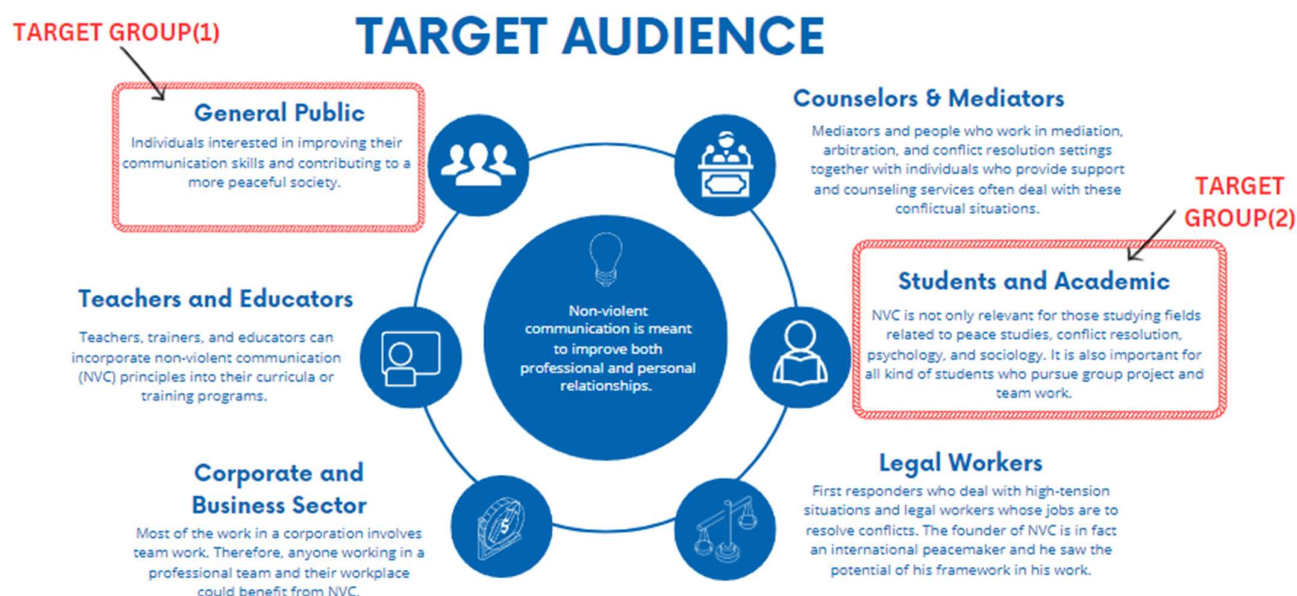 TARGET AUDIENCE
TARGET GROUP(1)
General Public
Individuals interested in improving their
communication skills and contributing to a
more peaceful society.
Counselors & Mediators
Mediators and people who work in mediation,
arbitration, and conflict resolution settings
together with individuals who provide support
and counseling services often deal with these
conflictual situations.
TARGET
GROUP(2)
Teachers and Educators
Teachers, trainers, and educators can
incorporate non-violent communication
(NVC) principles into their curricula or
training programs.
Non-violent
communication is meant
to improve both
professional and personal
relationships.
Students and Academic
NVC is not only relevant for those studying fields
related to peace studies, conflict resolution,
psychology, and sociology. It is also important for
all kind of students who pursue group project and
team work.
Corporate and
Business Sector
Most of the work in a corporation involves
team work. Therefore, anyone working in a
professional team and their workplace
could benefit from NVC.
$
Legal Workers
First responders who deal with high-tension
situations and legal workers whose jobs are to
resolve conflicts. The founder of NVC is in fact
an international peacemaker and he saw the
potential of his framework in his work.